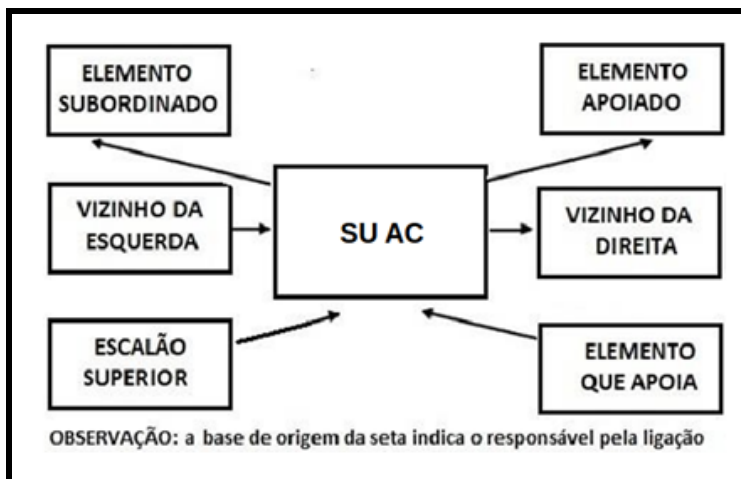 ELEMENTO
SUBORDINADO
ELEMENTO
APOIADO
VIZINHO DA
ESQUERDA
SU AC
VIZINHO DA
DIREITA
ESCALÃO
SUPERIOR
ELEMENTO
QUE APOIA
OBSERVAÇÃO: a base de origem da seta indica o responsável pela ligação